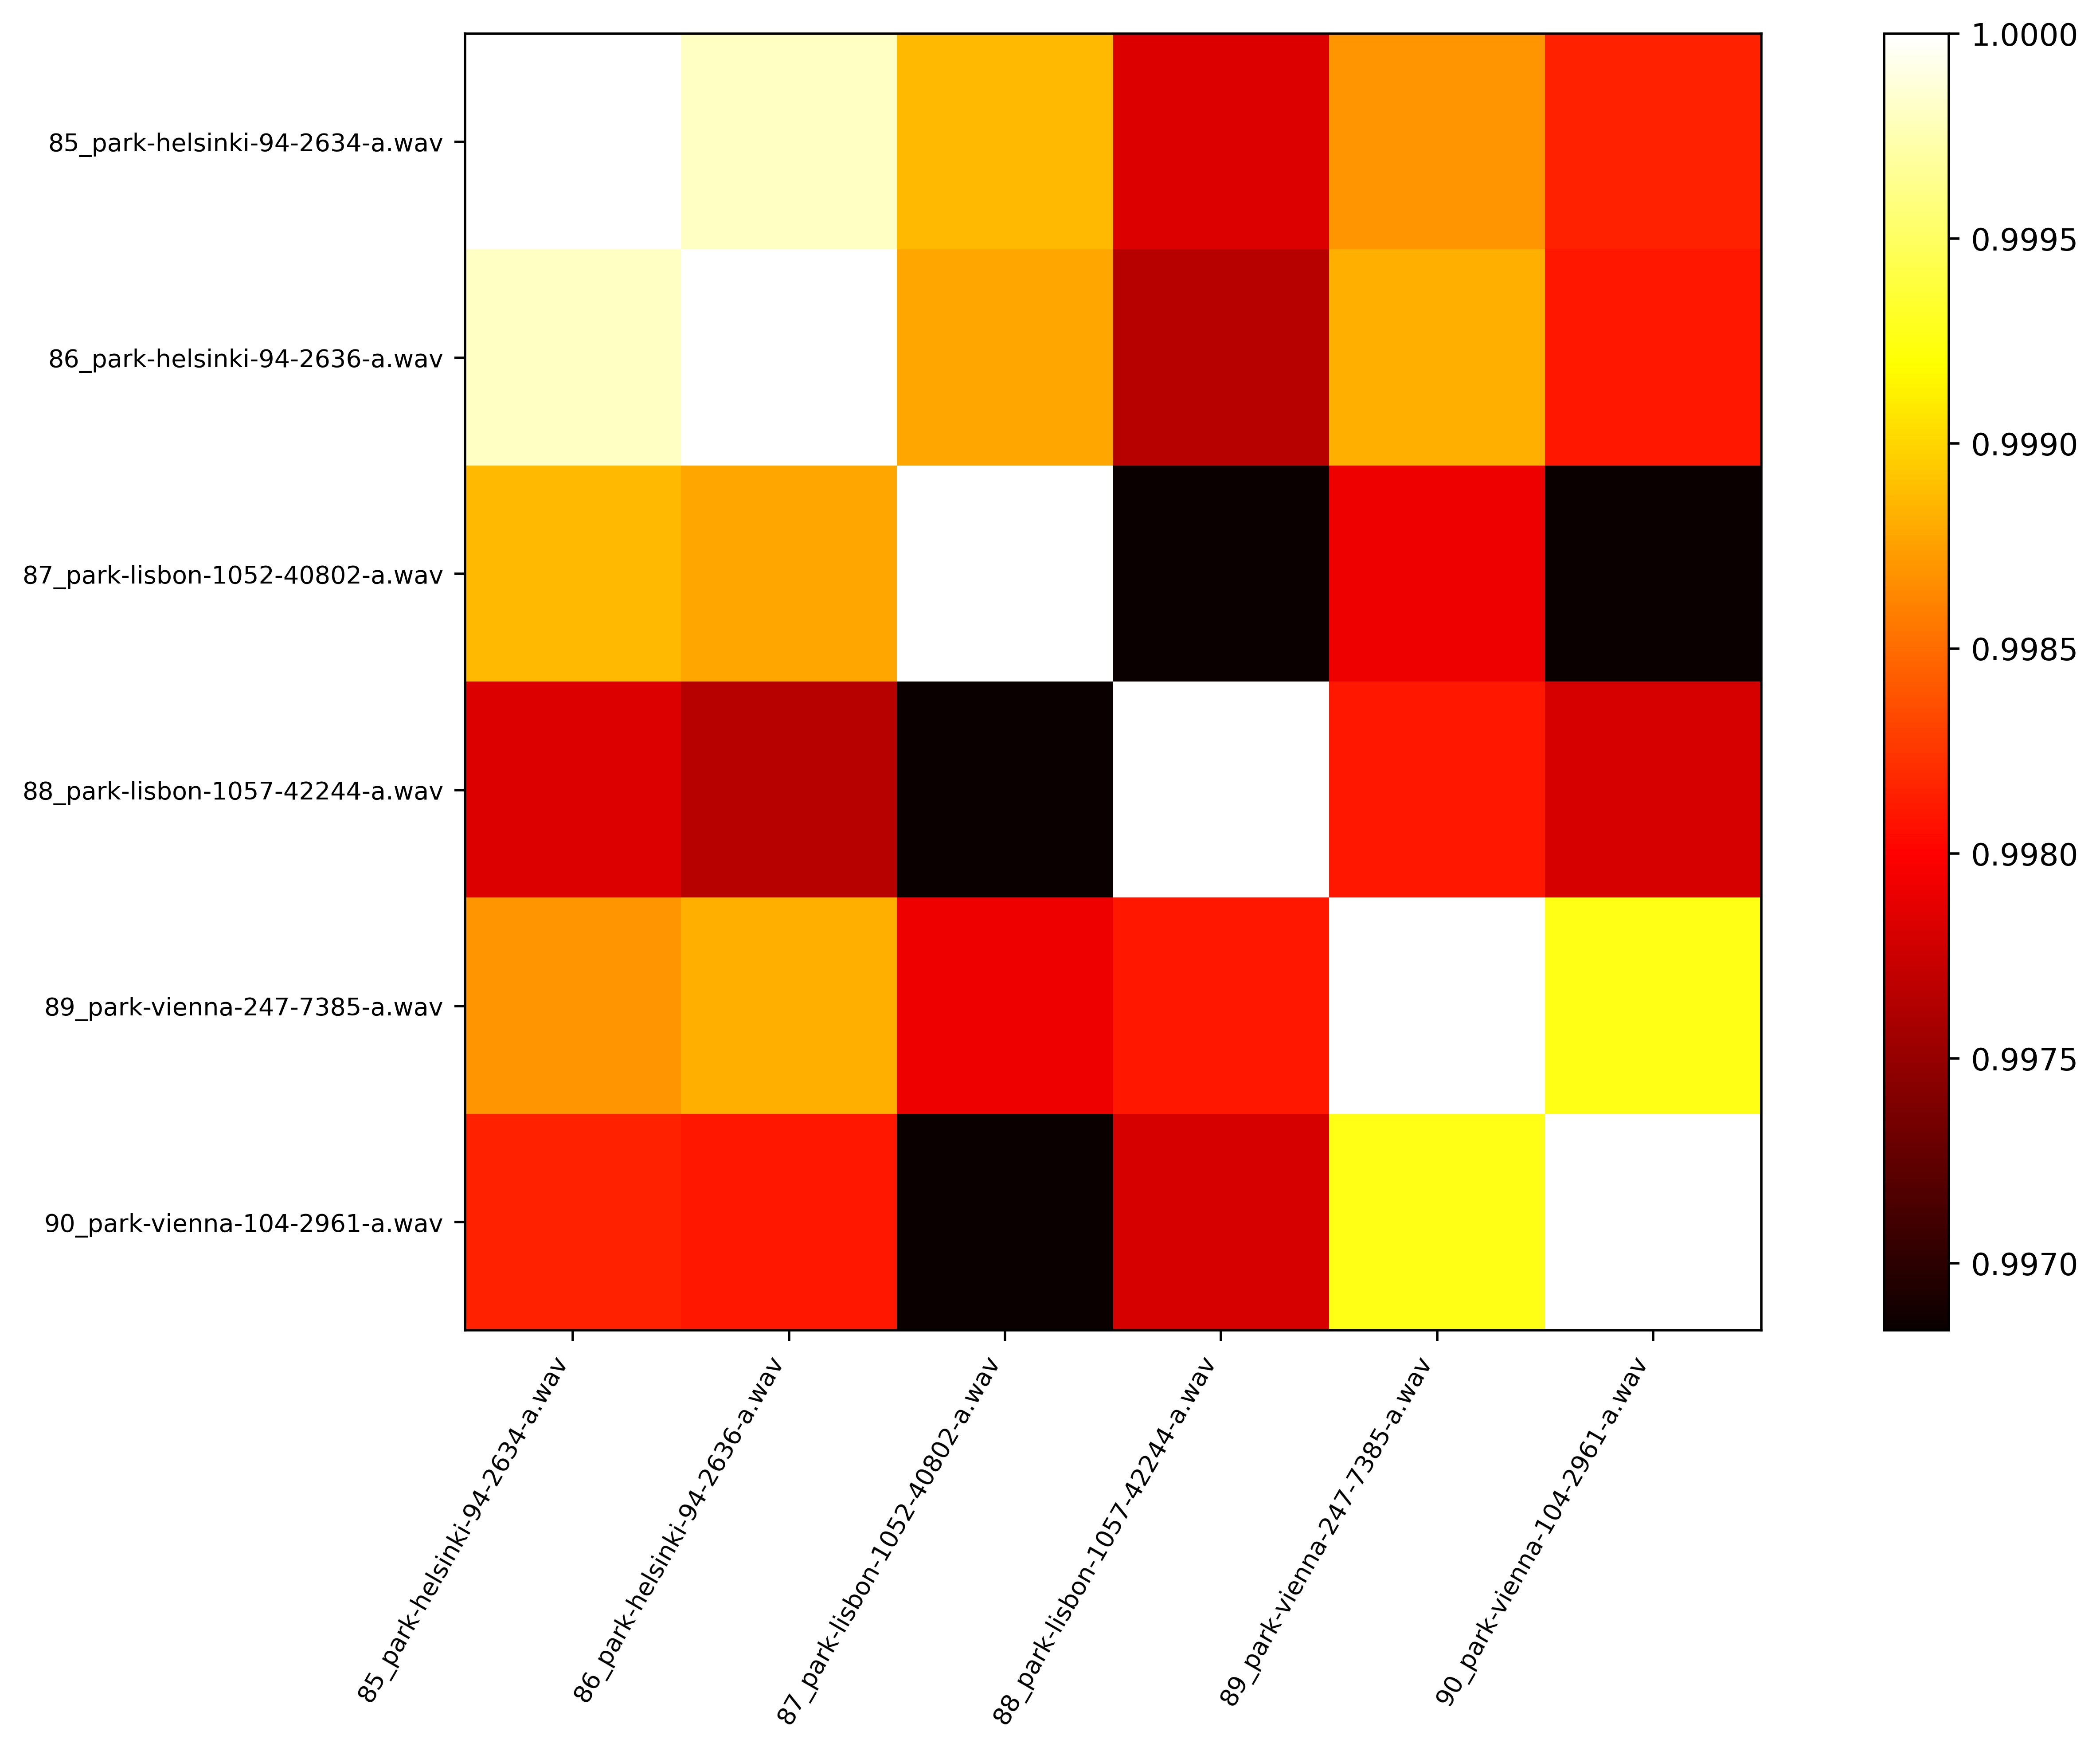 85_park-helsinki-94-2634-a.wav
86_park-helsinki-94-2636-a.wav
87_park-lisbon-1052-40802-a.wav
88_park-lisbon-1057-42244-a.wav
89_park-vienna-247-7385-a.wav
90_park-vienna-104-2961-a.wav
85_park-helsinki-94-2634-a.wav
86_park-helsinki-94-2636-a.wav
87_park-lisbon-1052-40802-a.wav
88_park-lisbon-1057-42244-a.wav
89_park-vienna-247-7385-a.wav
90_park-vienna-104-2961-a.wav
1.0000
0.9995
0.9990
0.9985
0.9980
0.9975
0.9970